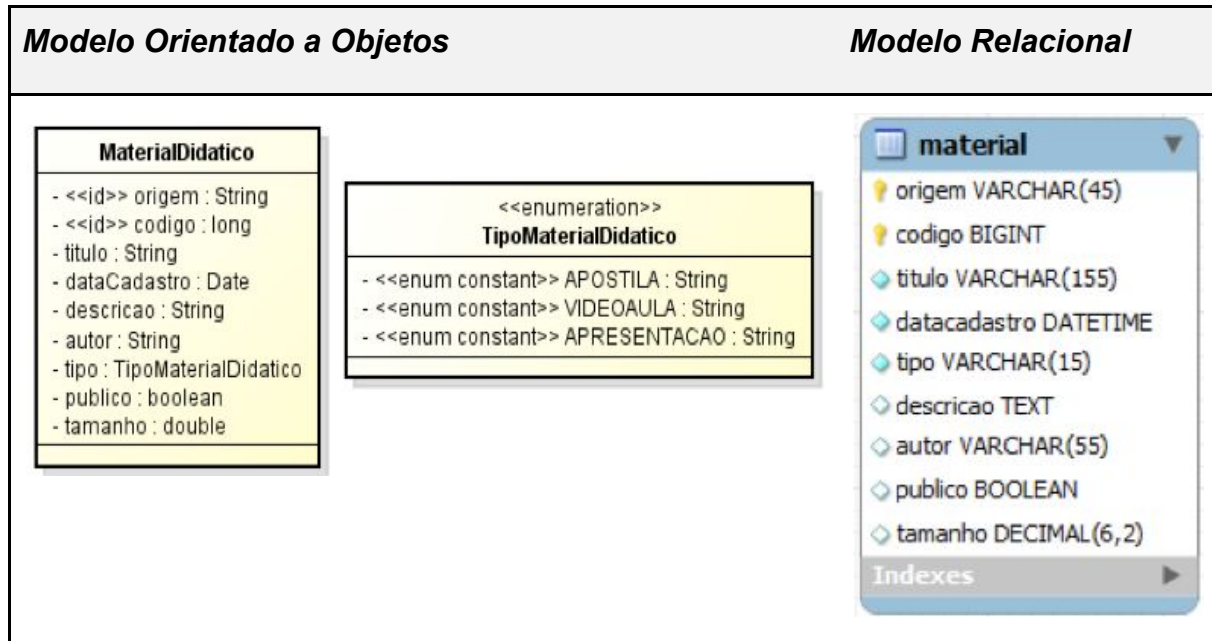 Modelo Orientado a Objetos
Modelo Relacional
MaterialDidatico
- <<id>> origem : String
- <<id>> codigo : long
- titulo : String
- dataCadastro : Date
- descricao : String
- autor : String
- tipo : TipoMaterialDidatico
- publico : boolean
- tamanho : double
<<enumeration>>
TipoMaterialDidatico
- <<enum constant>> APOSTILA : String
- <<enum constant>> VIDEOAULA : String
- <<enum constant>> APRESENTACAO : String
material
origem VARCHAR(45)
codigo BIGINT
titulo VARCHAR(155)
datacadastro DATETIME
tipo VARCHAR(15)
descricao TEXT
autor VARCHAR(55)
publico BOOLEAN
tamanho DECIMAL(6,2)
Indexes